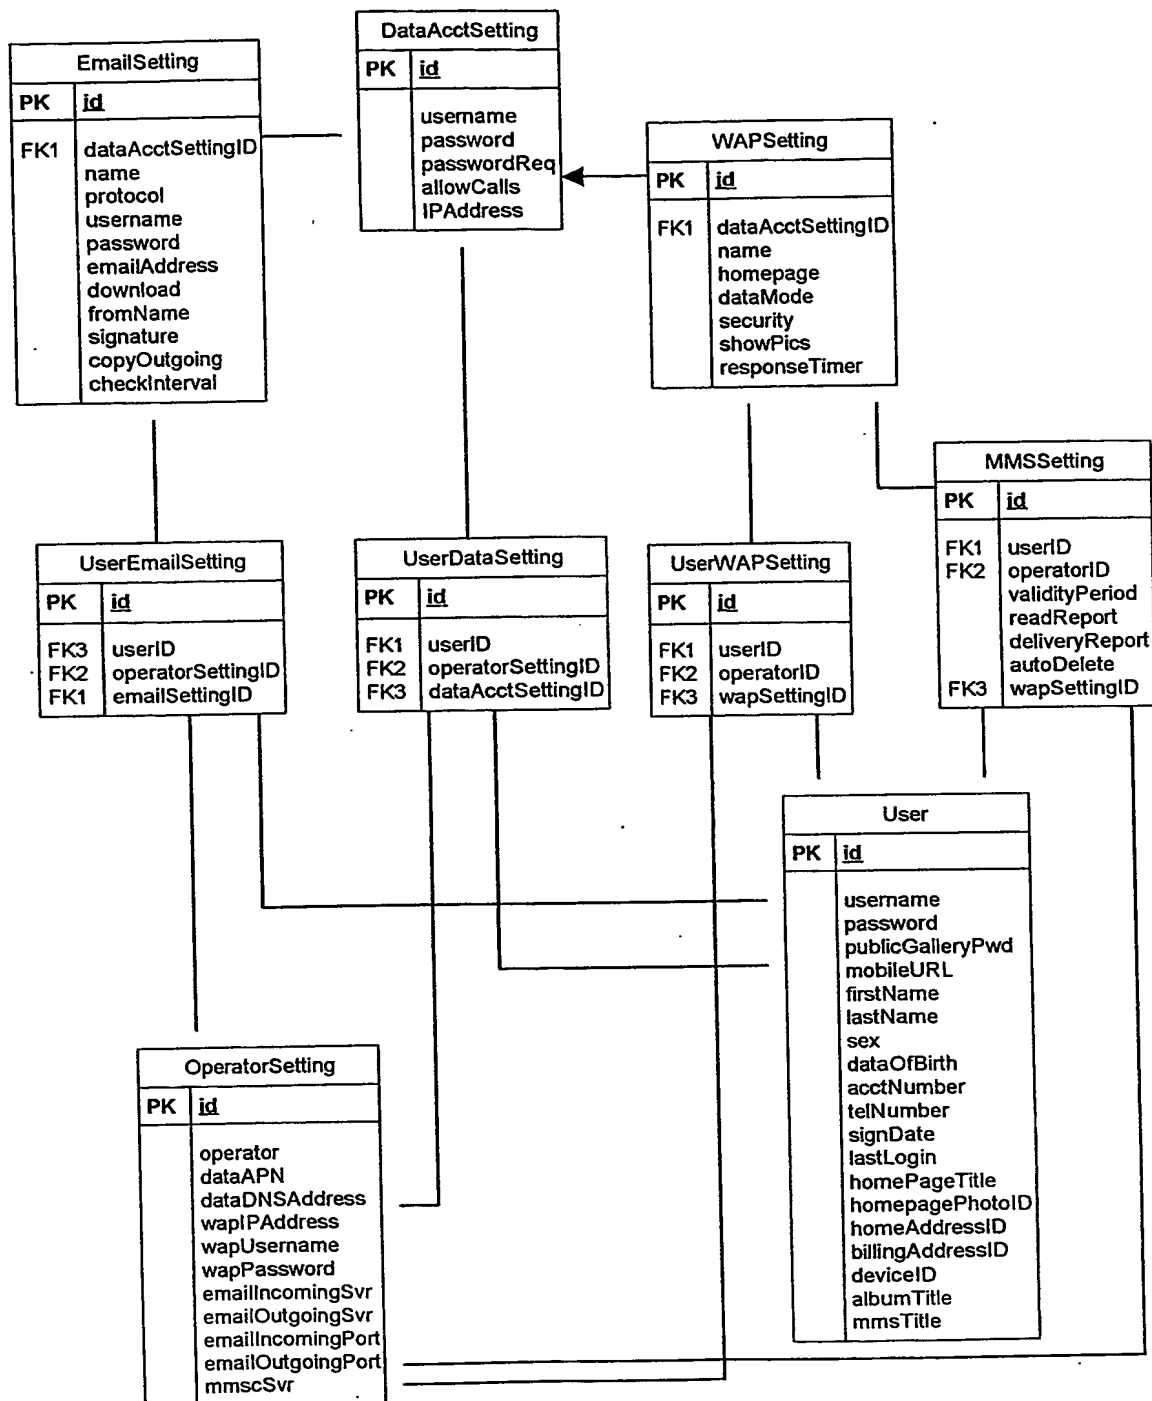 EmailSetting
PK id
FK1 dataAcctSettingID
name
protocol
username
password
emailAddress
download
fromName
signature
copyOutgoing
checkInterval
DataAcctSetting
PK id
username
password
passwordReq
allowCalls
IPAddress
WAPSetting
PK id
FK1 dataAcctSettingID
name
homepage
dataMode
security
showPics
responseTimer
MMSSetting
PK id
FK1 userID
FK2 operatorID
validityPeriod
readReport
deliveryReport
autoDelete
FK3 wapSettingID
UserEmailSetting
PK id
FK3 userID
FK2 operatorSettingID
FK1 emailSettingID
UserDataSetting
PK id
FK1 userID
FK2 operatorSettingID
FK3 dataAcctSettingID
UserWAPSetting
PK id
FK1 userID
FK2 operatorID
FK3 wapSettingID
User
PK id
username
password
publicGalleryPwd
mobileURL
firstName
lastName
sex
dataOfBirth
acctNumber
telNumber
signDate
lastLogin
homePageTitle
homepagePhotoID
homeAddressID
billingAddressID
deviceID
albumTitle
mmsTitle
OperatorSetting
PK id
operator
dataAPN
dataDNSAddress
wapIPAddress
wapUsername
wapPassword
emailIncomingSvr
emailOutgoingSvr
emailIncomingPort
emailOutgoingPort
mmscSvr